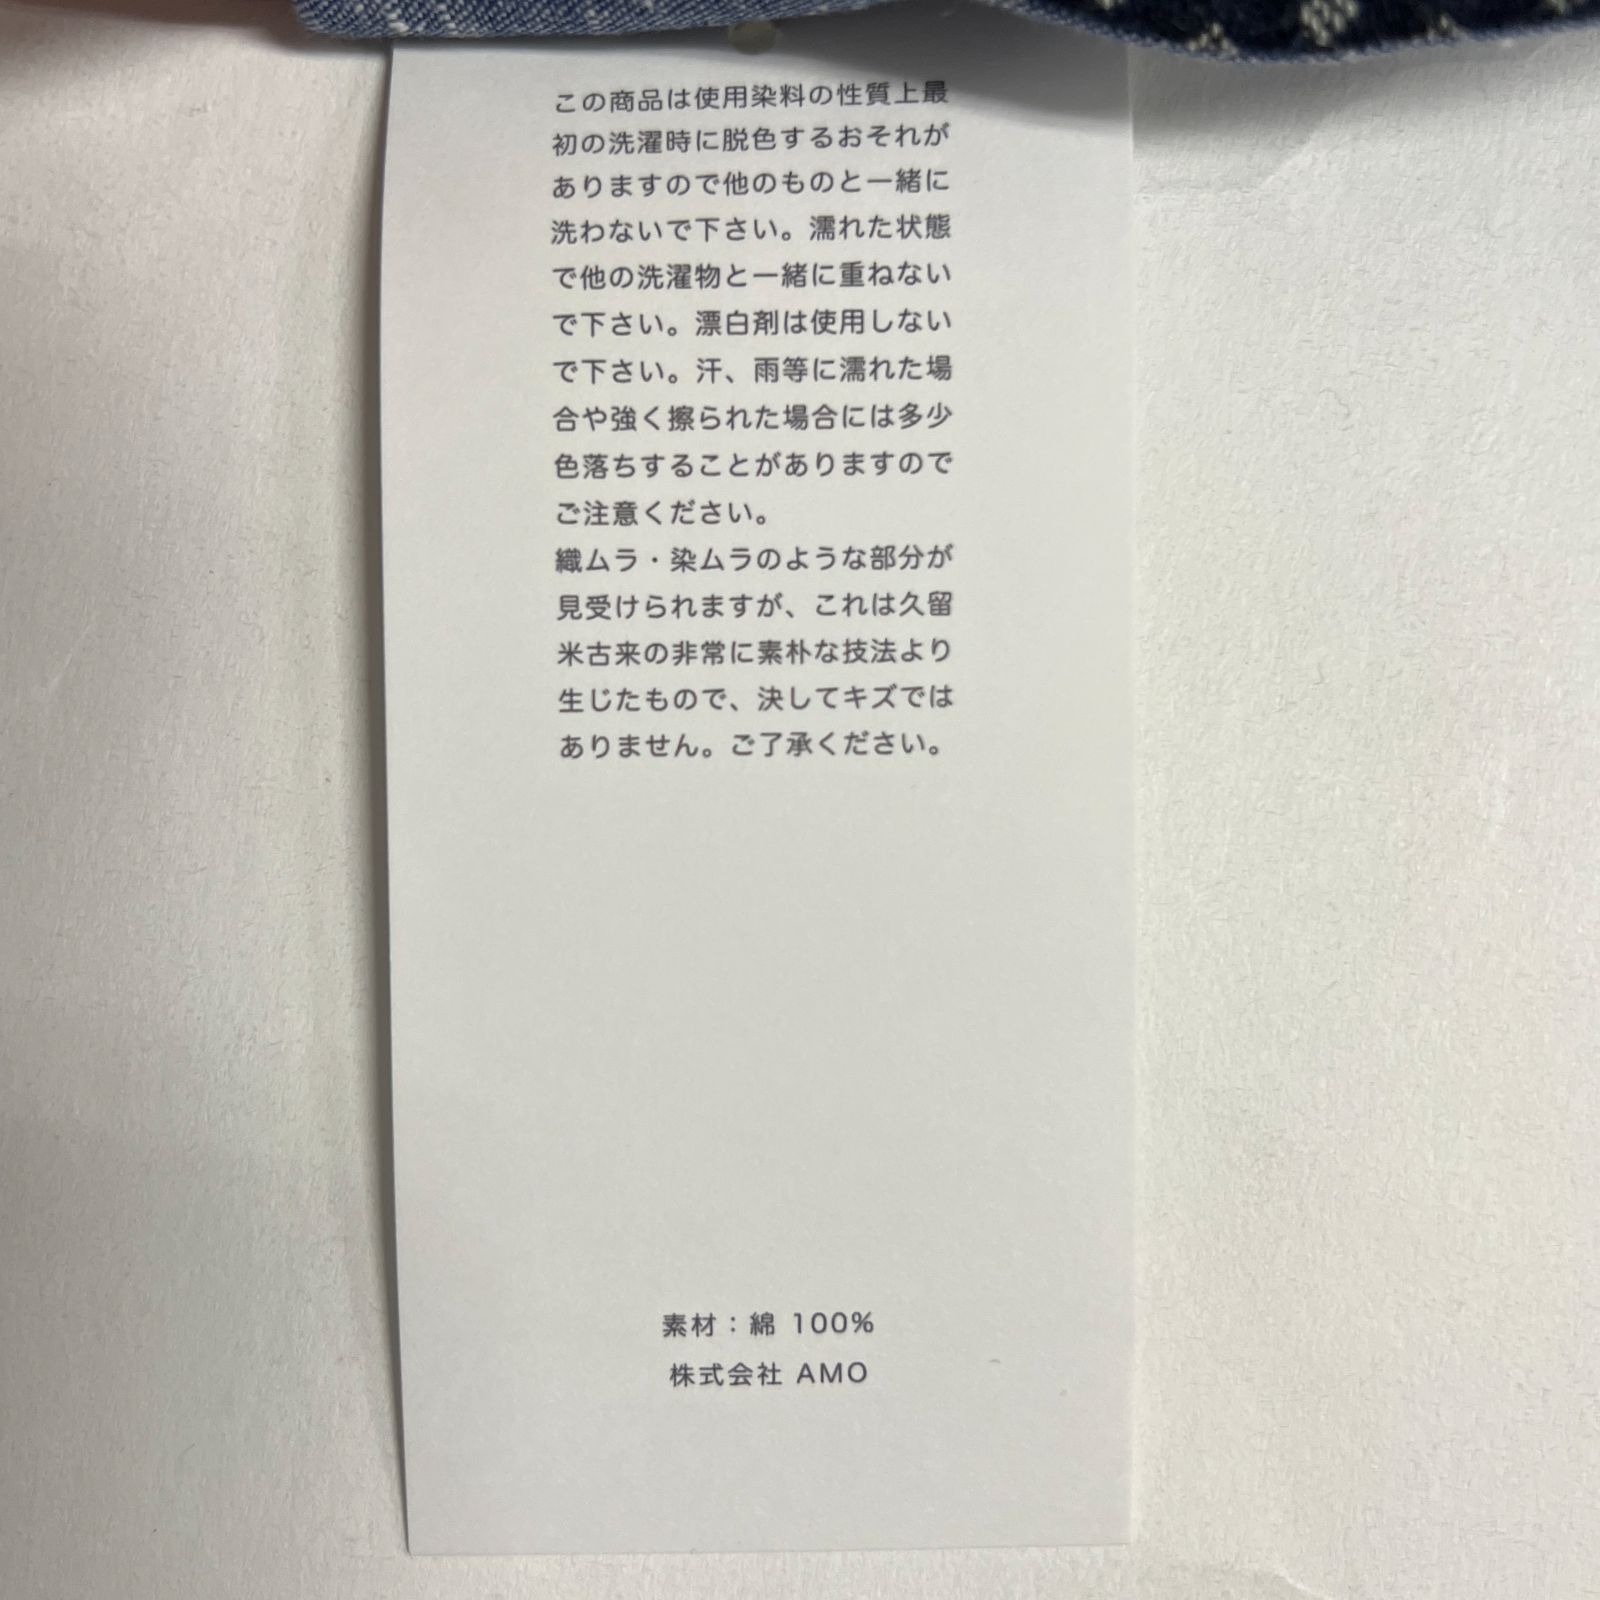 この商品は使用染料の性質上最
初の洗濯時に脱色するおそれが
ありますので他のものと一緒に
洗わないで下さい。濡れた状態
で他の洗濯物と一緒に重ねない
で下さい。漂白剤は使用しない
で下さい。汗、雨等に濡れた場
合や強く擦られた場合には多少
色落ちすることがありますので
ご注意ください。
織ムラ・染ムラのような部分が
見受けられますが、これは久留
米古来の非常に素朴な技法より
生じたもので、決してキズでは
ありません。ご了承ください。
素材：綿 100%
株式会社 AMO